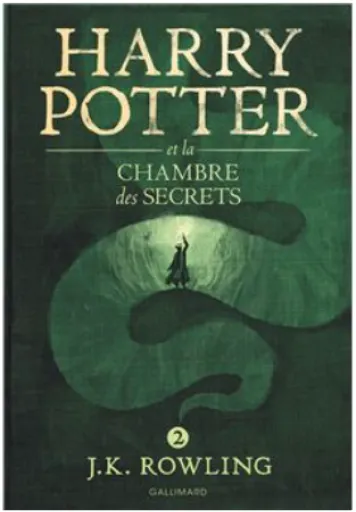 HARRY
POTTER
et la
CHAMBRE
des SECRETS
2
J.K. ROWLING
GALLIMARD